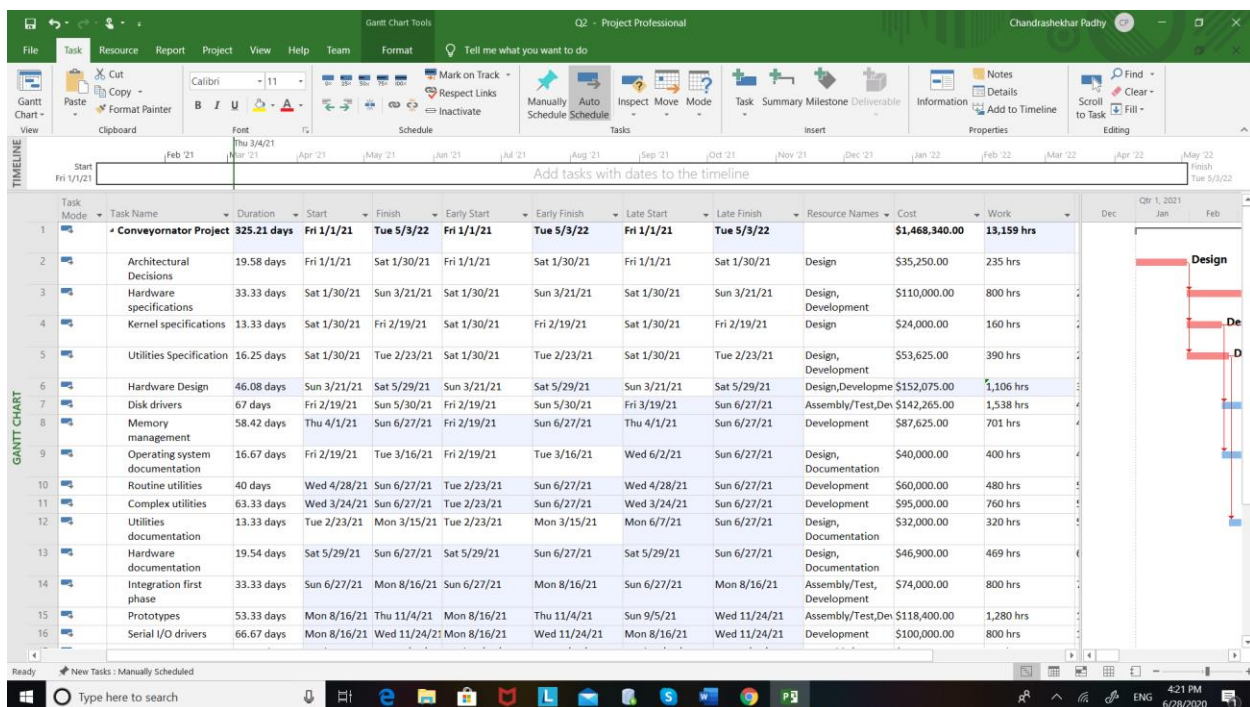 Gantt Chart Tools
Q2 - Project Professional
Chandrashekhar Padhy CP
File Task Resource Report Project View Help Team Format Tell me what you want to do
Gantt Chart
View
Paste
Cut
Copy
Format Painter
Clipboard
Calibri 11
B I U A
Font
Mark on Track
Respect Links
Inactivate
Schedule
Manually Schedule
Auto Schedule
Inspect Move Mode
Tasks
Task Summary Milestone Deliverable
Insert
Information
Notes
Details
Add to Timeline
Properties
Scroll to Task
Find
Clear
Fill
Editing
TIMELINE
Thu 3/4/21
Feb '21 Mar '21 Apr '21 May '21 Jun '21 Jul '21 Aug '21 Sep '21 Oct '21 Nov '21 Dec '21 Jan '22 Feb '22 Mar '22 Apr '22 May '22
Start
Fri 1/1/21
Add tasks with dates to the timeline
Finish
Tue 5/3/22
GANTT CHART
Task Mode Task Name Duration Start Finish Early Start Early Finish Late Start Late Finish Resource Names Cost Work
Qtr 1, 2021
Dec Jan Feb
1 Conveyornator Project 325.21 days Fri 1/1/21 Tue 5/3/22 Fri 1/1/21 Tue 5/3/22 Fri 1/1/21 Tue 5/3/22 $1,468,340.00 13,159 hrs
2 Architectural Decisions 19.58 days Fri 1/1/21 Sat 1/30/21 Fri 1/1/21 Sat 1/30/21 Fri 1/1/21 Sat 1/30/21 Design $35,250.00 235 hrs
Design
3 Hardware specifications 33.33 days Sat 1/30/21 Sun 3/21/21 Sat 1/30/21 Sun 3/21/21 Sat 1/30/21 Sun 3/21/21 Design, Development $110,000.00 800 hrs
4 Kernel specifications 13.33 days Sat 1/30/21 Fri 2/19/21 Sat 1/30/21 Fri 2/19/21 Sat 1/30/21 Fri 2/19/21 Design $24,000.00 160 hrs
De
5 Utilities Specification 16.25 days Sat 1/30/21 Tue 2/23/21 Sat 1/30/21 Tue 2/23/21 Sat 1/30/21 Tue 2/23/21 Design, Development $53,625.00 390 hrs
D
6 Hardware Design 46.08 days Sun 3/21/21 Sat 5/29/21 Sun 3/21/21 Sat 5/29/21 Sun 3/21/21 Sat 5/29/21 Design,Developme $152,075.00 1,106 hrs
7 Disk drivers 67 days Fri 2/19/21 Sun 5/30/21 Fri 2/19/21 Sun 5/30/21 Fri 3/19/21 Sun 6/27/21 Assembly/Test,Dev $142,265.00 1,538 hrs
8 Memory management 58.42 days Thu 4/1/21 Sun 6/27/21 Fri 2/19/21 Sun 6/27/21 Thu 4/1/21 Sun 6/27/21 Development $87,625.00 701 hrs
9 Operating system documentation 16.67 days Fri 2/19/21 Tue 3/16/21 Fri 2/19/21 Tue 3/16/21 Wed 6/2/21 Sun 6/27/21 Design, Documentation $40,000.00 400 hrs
10 Routine utilities 40 days Wed 4/28/21 Sun 6/27/21 Tue 2/23/21 Sun 6/27/21 Wed 4/28/21 Sun 6/27/21 Development $60,000.00 480 hrs
11 Complex utilities 63.33 days Wed 3/24/21 Sun 6/27/21 Tue 2/23/21 Sun 6/27/21 Wed 3/24/21 Sun 6/27/21 Development $95,000.00 760 hrs
12 Utilities documentation 13.33 days Tue 2/23/21 Mon 3/15/21 Tue 2/23/21 Mon 3/15/21 Mon 6/7/21 Sun 6/27/21 Design, Documentation $32,000.00 320 hrs
13 Hardware documentation 19.54 days Sat 5/29/21 Sun 6/27/21 Sat 5/29/21 Sun 6/27/21 Sat 5/29/21 Sun 6/27/21 Design, Documentation $46,900.00 469 hrs
14 Integration first phase 33.33 days Sun 6/27/21 Mon 8/16/21 Sun 6/27/21 Mon 8/16/21 Sun 6/27/21 Mon 8/16/21 Assembly/Test, Development $74,000.00 800 hrs
15 Prototypes 53.33 days Mon 8/16/21 Thu 11/4/21 Mon 8/16/21 Thu 11/4/21 Sun 9/5/21 Wed 11/24/21 Assembly/Test,Dev $118,400.00 1,280 hrs
16 Serial I/O drivers 66.67 days Mon 8/16/21 Wed 11/24/21 Mon 8/16/21 Wed 11/24/21 Mon 8/16/21 Wed 11/24/21 Development $100,000.00 800 hrs
Ready New Tasks : Manually Scheduled
Type here to search
ENG 4:21 PM
6/28/2020